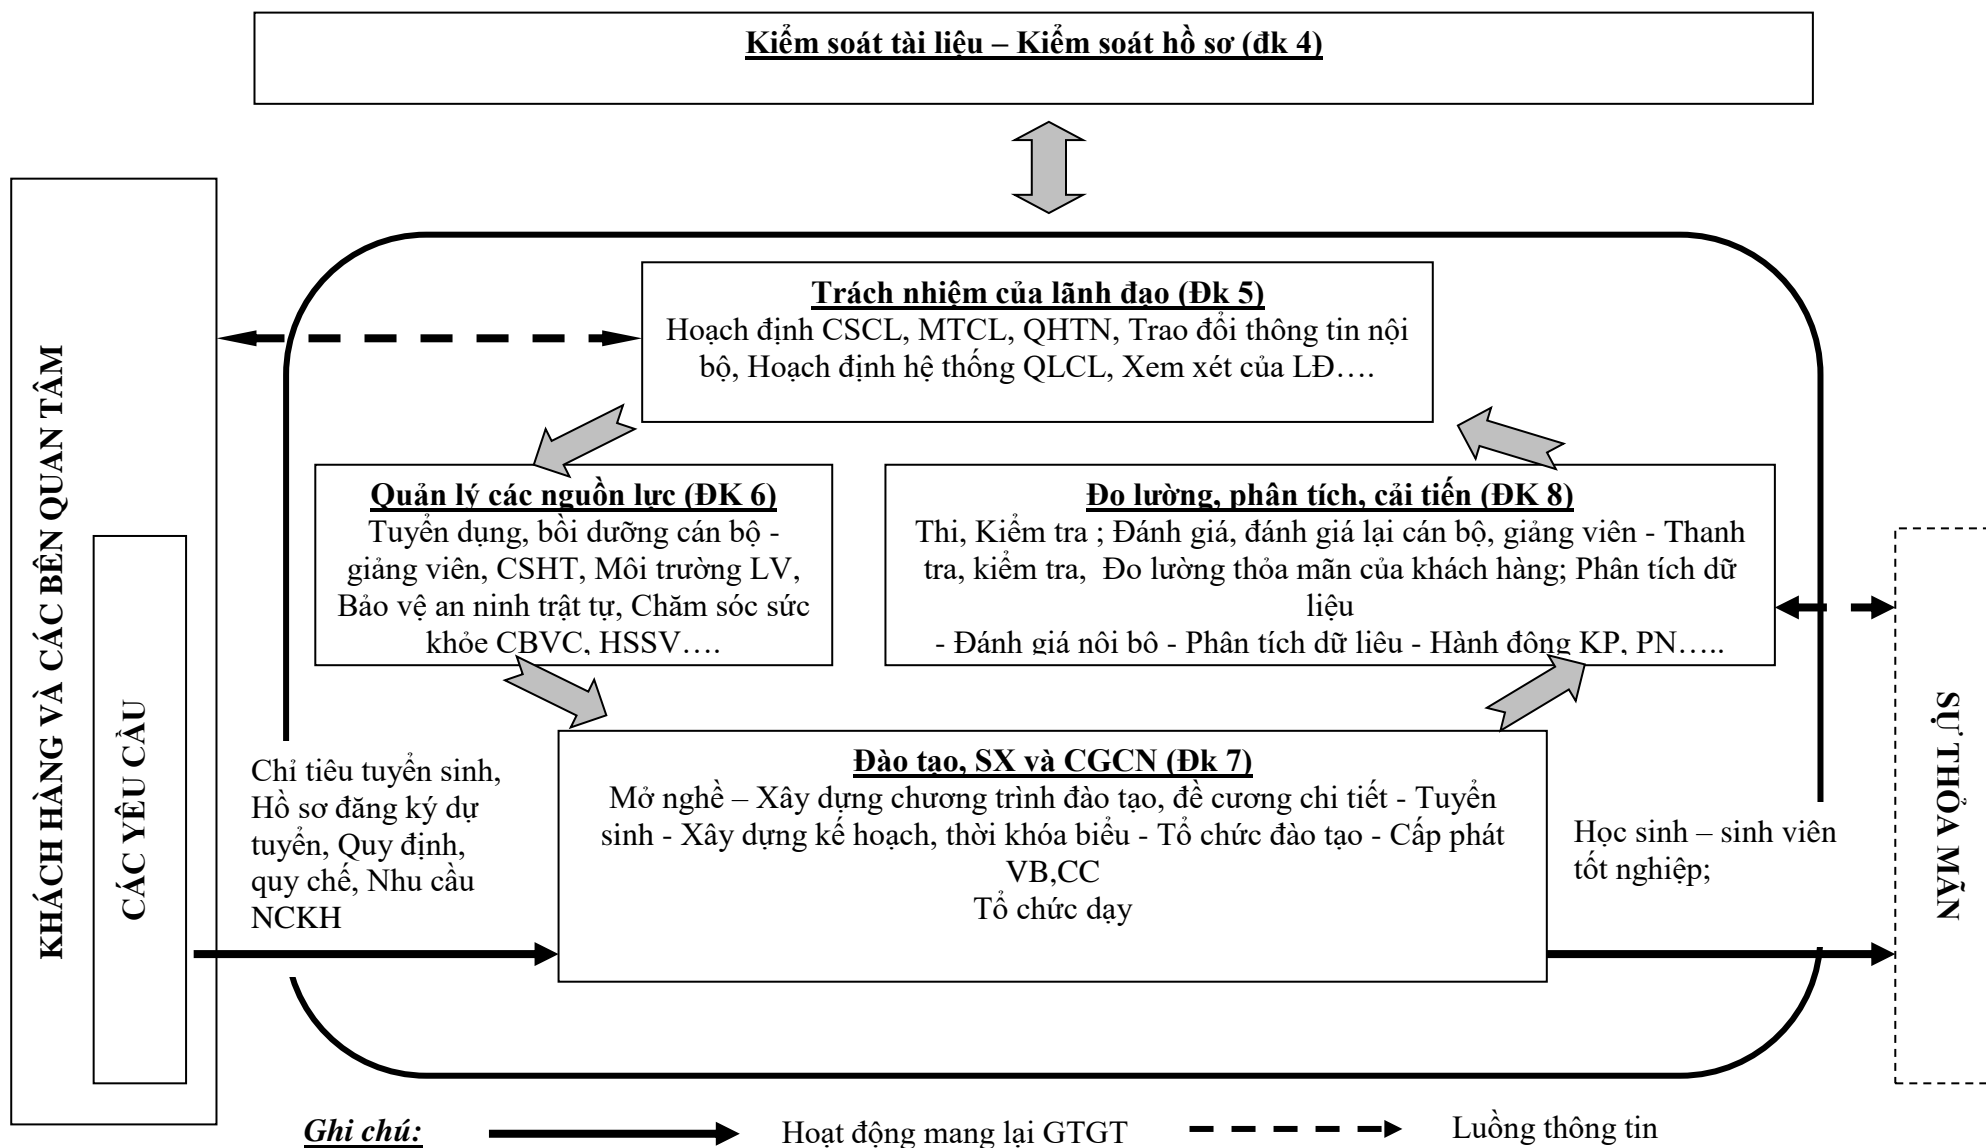 Kiểm soát tài liệu – Kiểm soát hồ sơ (đk 4)
KHÁCH HÀNG VÀ CÁC BÊN QUAN TÂM
CÁC YÊU CẦU
Trách nhiệm của lãnh đạo (Đk 5)
Hoạch định CSCL, MTCL, QHTN, Trao đổi thông tin nội
bộ, Hoạch định hệ thống QLCL, Xem xét của LĐ….
Quản lý các nguồn lực (ĐK 6)
Tuyển dụng, bồi dưỡng cán bộ -
giảng viên, CSHT, Môi trường LV,
Bảo vệ an ninh trật tự, Chăm sóc sức
khỏe CBVC, HSSV….
Đo lường, phân tích, cải tiến (ĐK 8)
Thi, Kiểm tra ; Đánh giá, đánh giá lại cán bộ, giảng viên - Thanh
tra, kiểm tra, Đo lường thỏa mãn của khách hàng; Phân tích dữ
liệu
- Đánh giá nôi bô - Phân tích dữ liêu - Hành đông KP, PN…..
Chỉ tiêu tuyển sinh,
Hồ sơ đăng ký dự
tuyển, Quy định,
quy chế, Nhu cầu
NCKH
Đào tạo, SX và CGCN (Đk 7)
Mở nghề – Xây dựng chương trình đào tạo, đề cương chi tiết - Tuyển
sinh - Xây dựng kế hoạch, thời khóa biểu - Tổ chức đào tạo - Cấp phát
VB,CC
Tổ chức dạy
Học sinh – sinh viên
tốt nghiệp;
SỰ THỎA MÃN
Ghi chú:
Hoạt động mang lại GTGT
Luồng thông tin